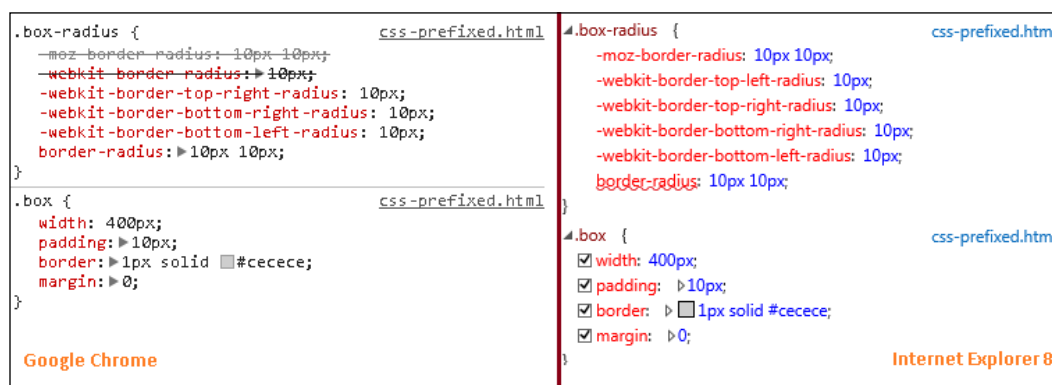 .box-radius { css-prefixed.html
-moz-border-radius: 10px 10px;
-webkit-border-radius: 10px;
-webkit-border-top-right-radius: 10px;
-webkit-border-bottom-right-radius: 10px;
-webkit-border-bottom-left-radius: 10px;
border-radius: 10px 10px;
}
.box { css-prefixed.html
width: 400px;
padding: 10px;
border: 1px solid #cecece;
margin: 0;
}
Google Chrome
.box-radius { css-prefixed.htm
-moz-border-radius: 10px 10px;
-webkit-border-top-left-radius: 10px;
-webkit-border-top-right-radius: 10px;
-webkit-border-bottom-right-radius: 10px;
-webkit-border-bottom-left-radius: 10px;
border-radius: 10px 10px;
}
.box { css-prefixed.htm
width: 400px;
padding: 10px;
border: 1px solid #cecece;
margin: 0;
}
Internet Explorer 8